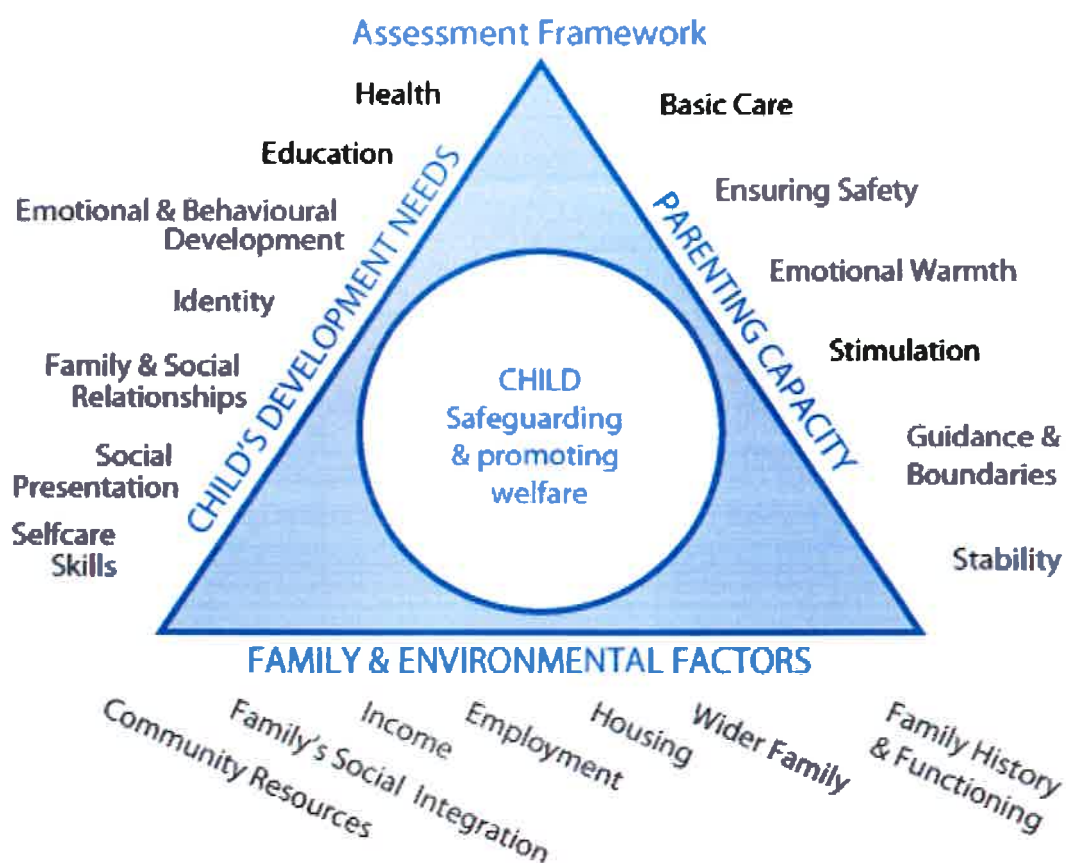 Assessment Framework
Health
Education
Emotional & Behavioural
Development
Identity
Family & Social
Relationships
Social
Presentation
Selfcare
Skills
CHILD'S DEVELOPMENT NEEDS
CHILD
Safeguarding
& promoting
welfare
PARENTING CAPACITY
Basic Care
Ensuring Safety
Emotional Warmth
Stimulation
Guidance &
Boundaries
Stability
FAMILY & ENVIRONMENTAL FACTORS
Community Resources
Family's Social Integration
Income
Employment
Housing
Wider Family
Family History
& Functioning